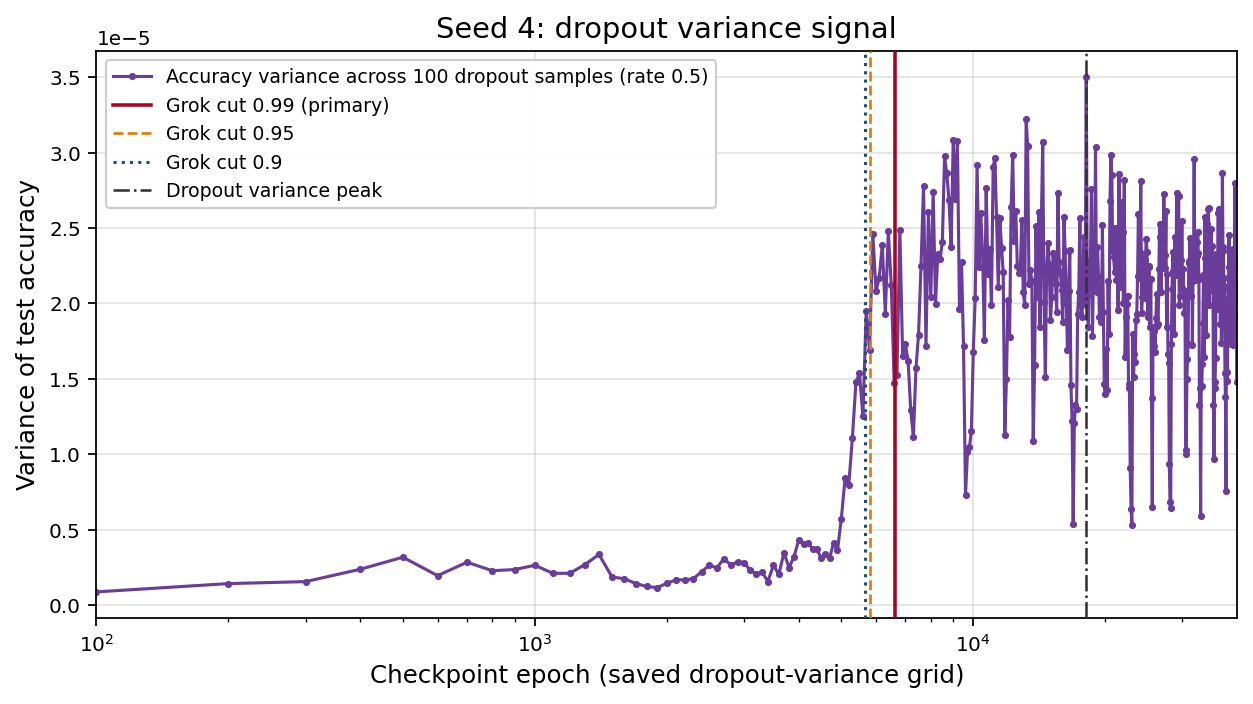 Seed 4: dropout variance signal
1e−5
Accuracy variance across 100 dropout samples (rate 0.5)
Grok cut 0.99 (primary)
Grok cut 0.95
Grok cut 0.9
Dropout variance peak
Variance of test accuracy
3.5
3.0
2.5
2.0
1.5
1.0
0.5
0.0
10²
10³
10⁴
Checkpoint epoch (saved dropout-variance grid)